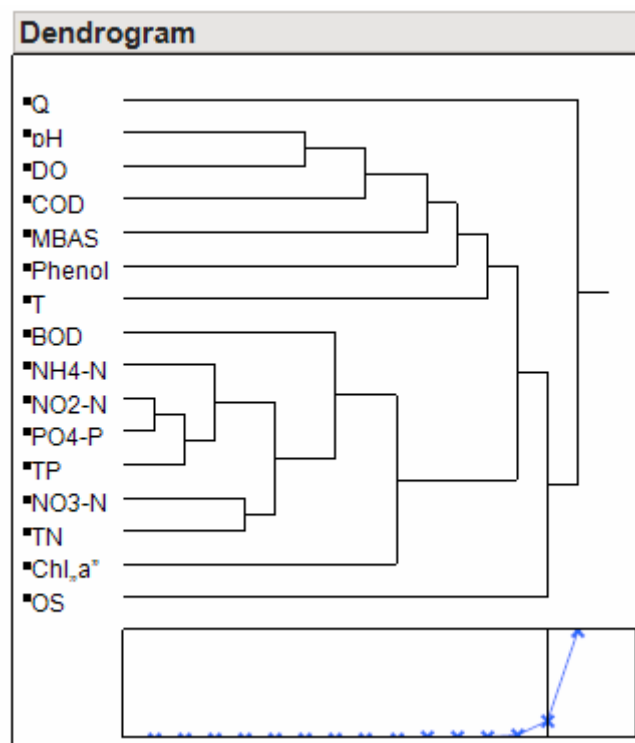 Dendrogram
Q
pH
DO
COD
MBAS
Phenol
T
BOD
NH4-N
NO2-N
PO4-P
TP
NO3-N
TN
Chl„a”
OS